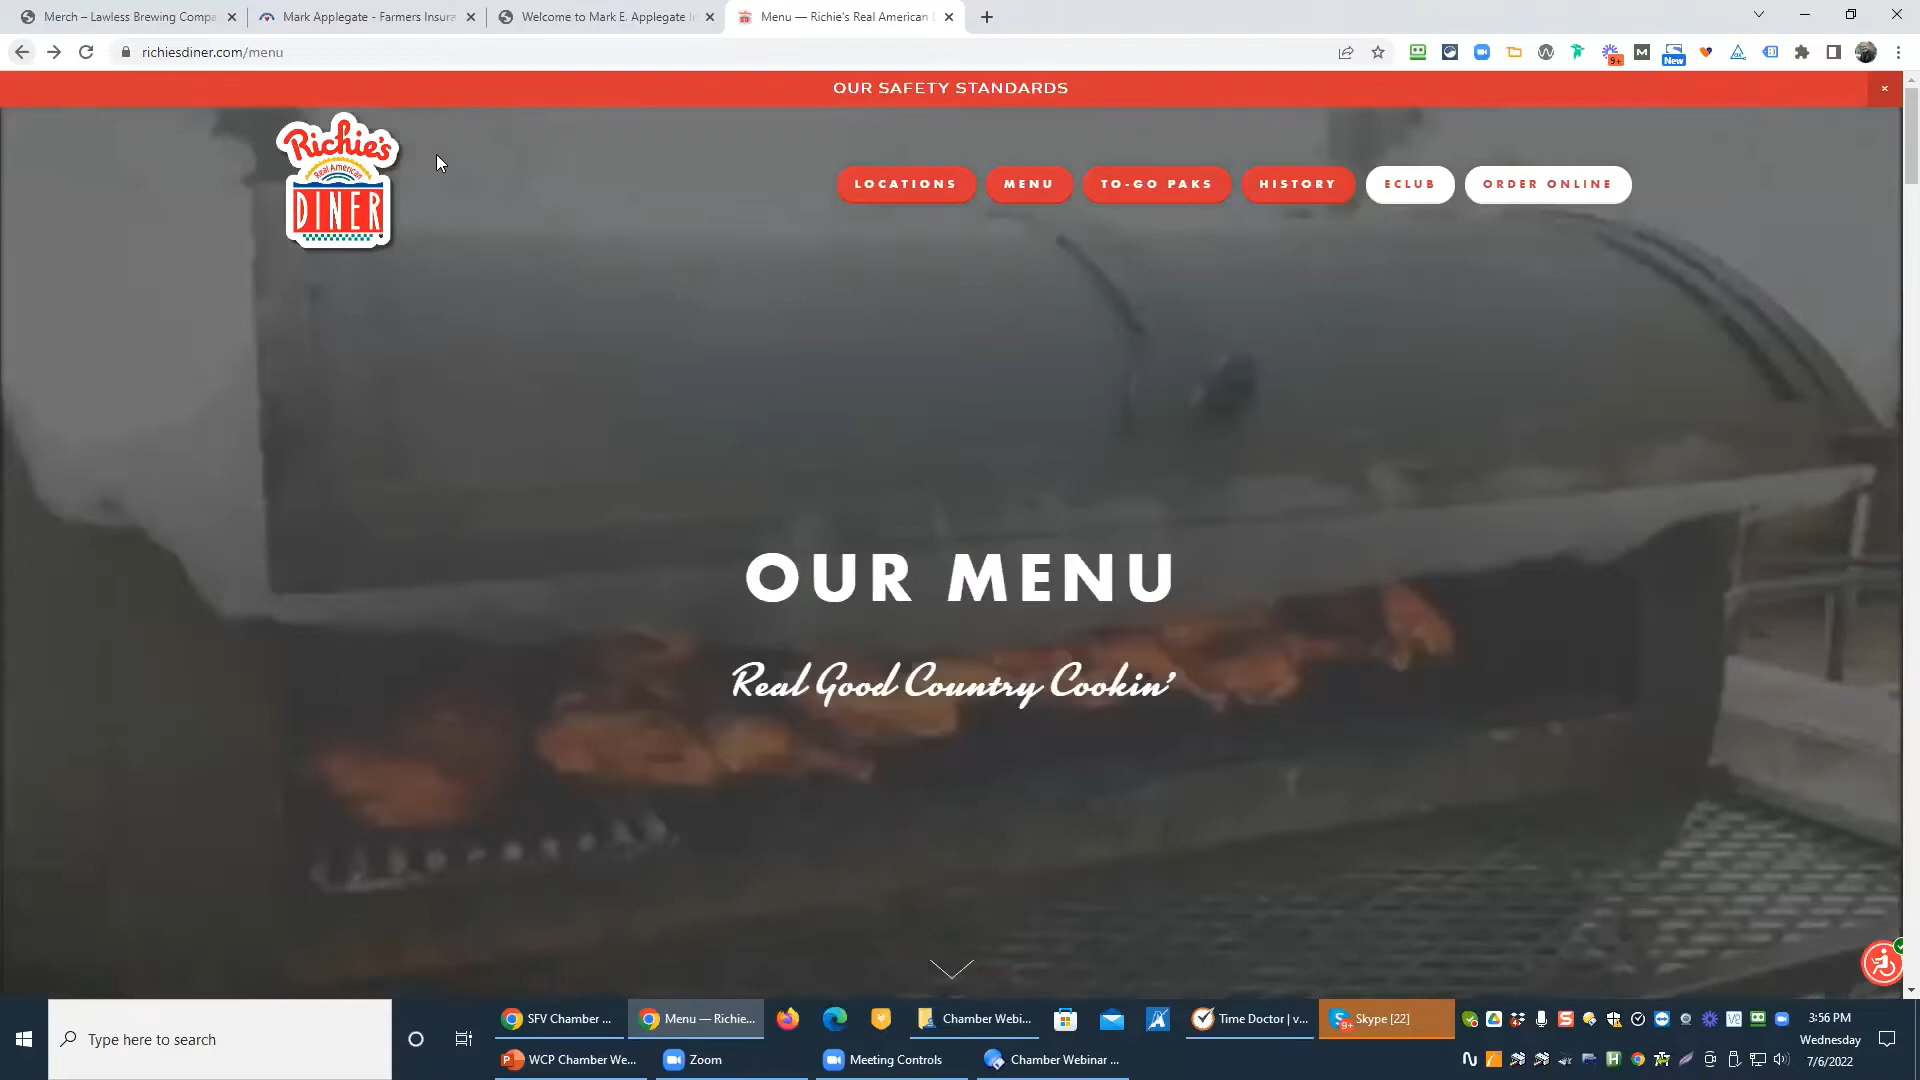 Merch – Lawless Brewing Compa
Mark Applegate - Farmers Insura
Welcome to Mark E. Applegate I
Menu — Richie's Real American
richiesdiner.com/menu
9+
New
OUR SAFETY STANDARDS
×
Richie's
Real American
DINER
LOCATIONS
MENU
TO-GO PAKS
HISTORY
ECLUB
ORDER ONLINE
OUR MENU
Real Good Country Cookin'
Type here to search
SFV Chamber ...
Menu — Richie...
Chamber Webi...
Time Doctor | v...
9+
Skype [22]
3:56 PM
WCP Chamber We...
Zoom
Meeting Controls
Chamber Webinar ...
Wednesday
7/6/2022